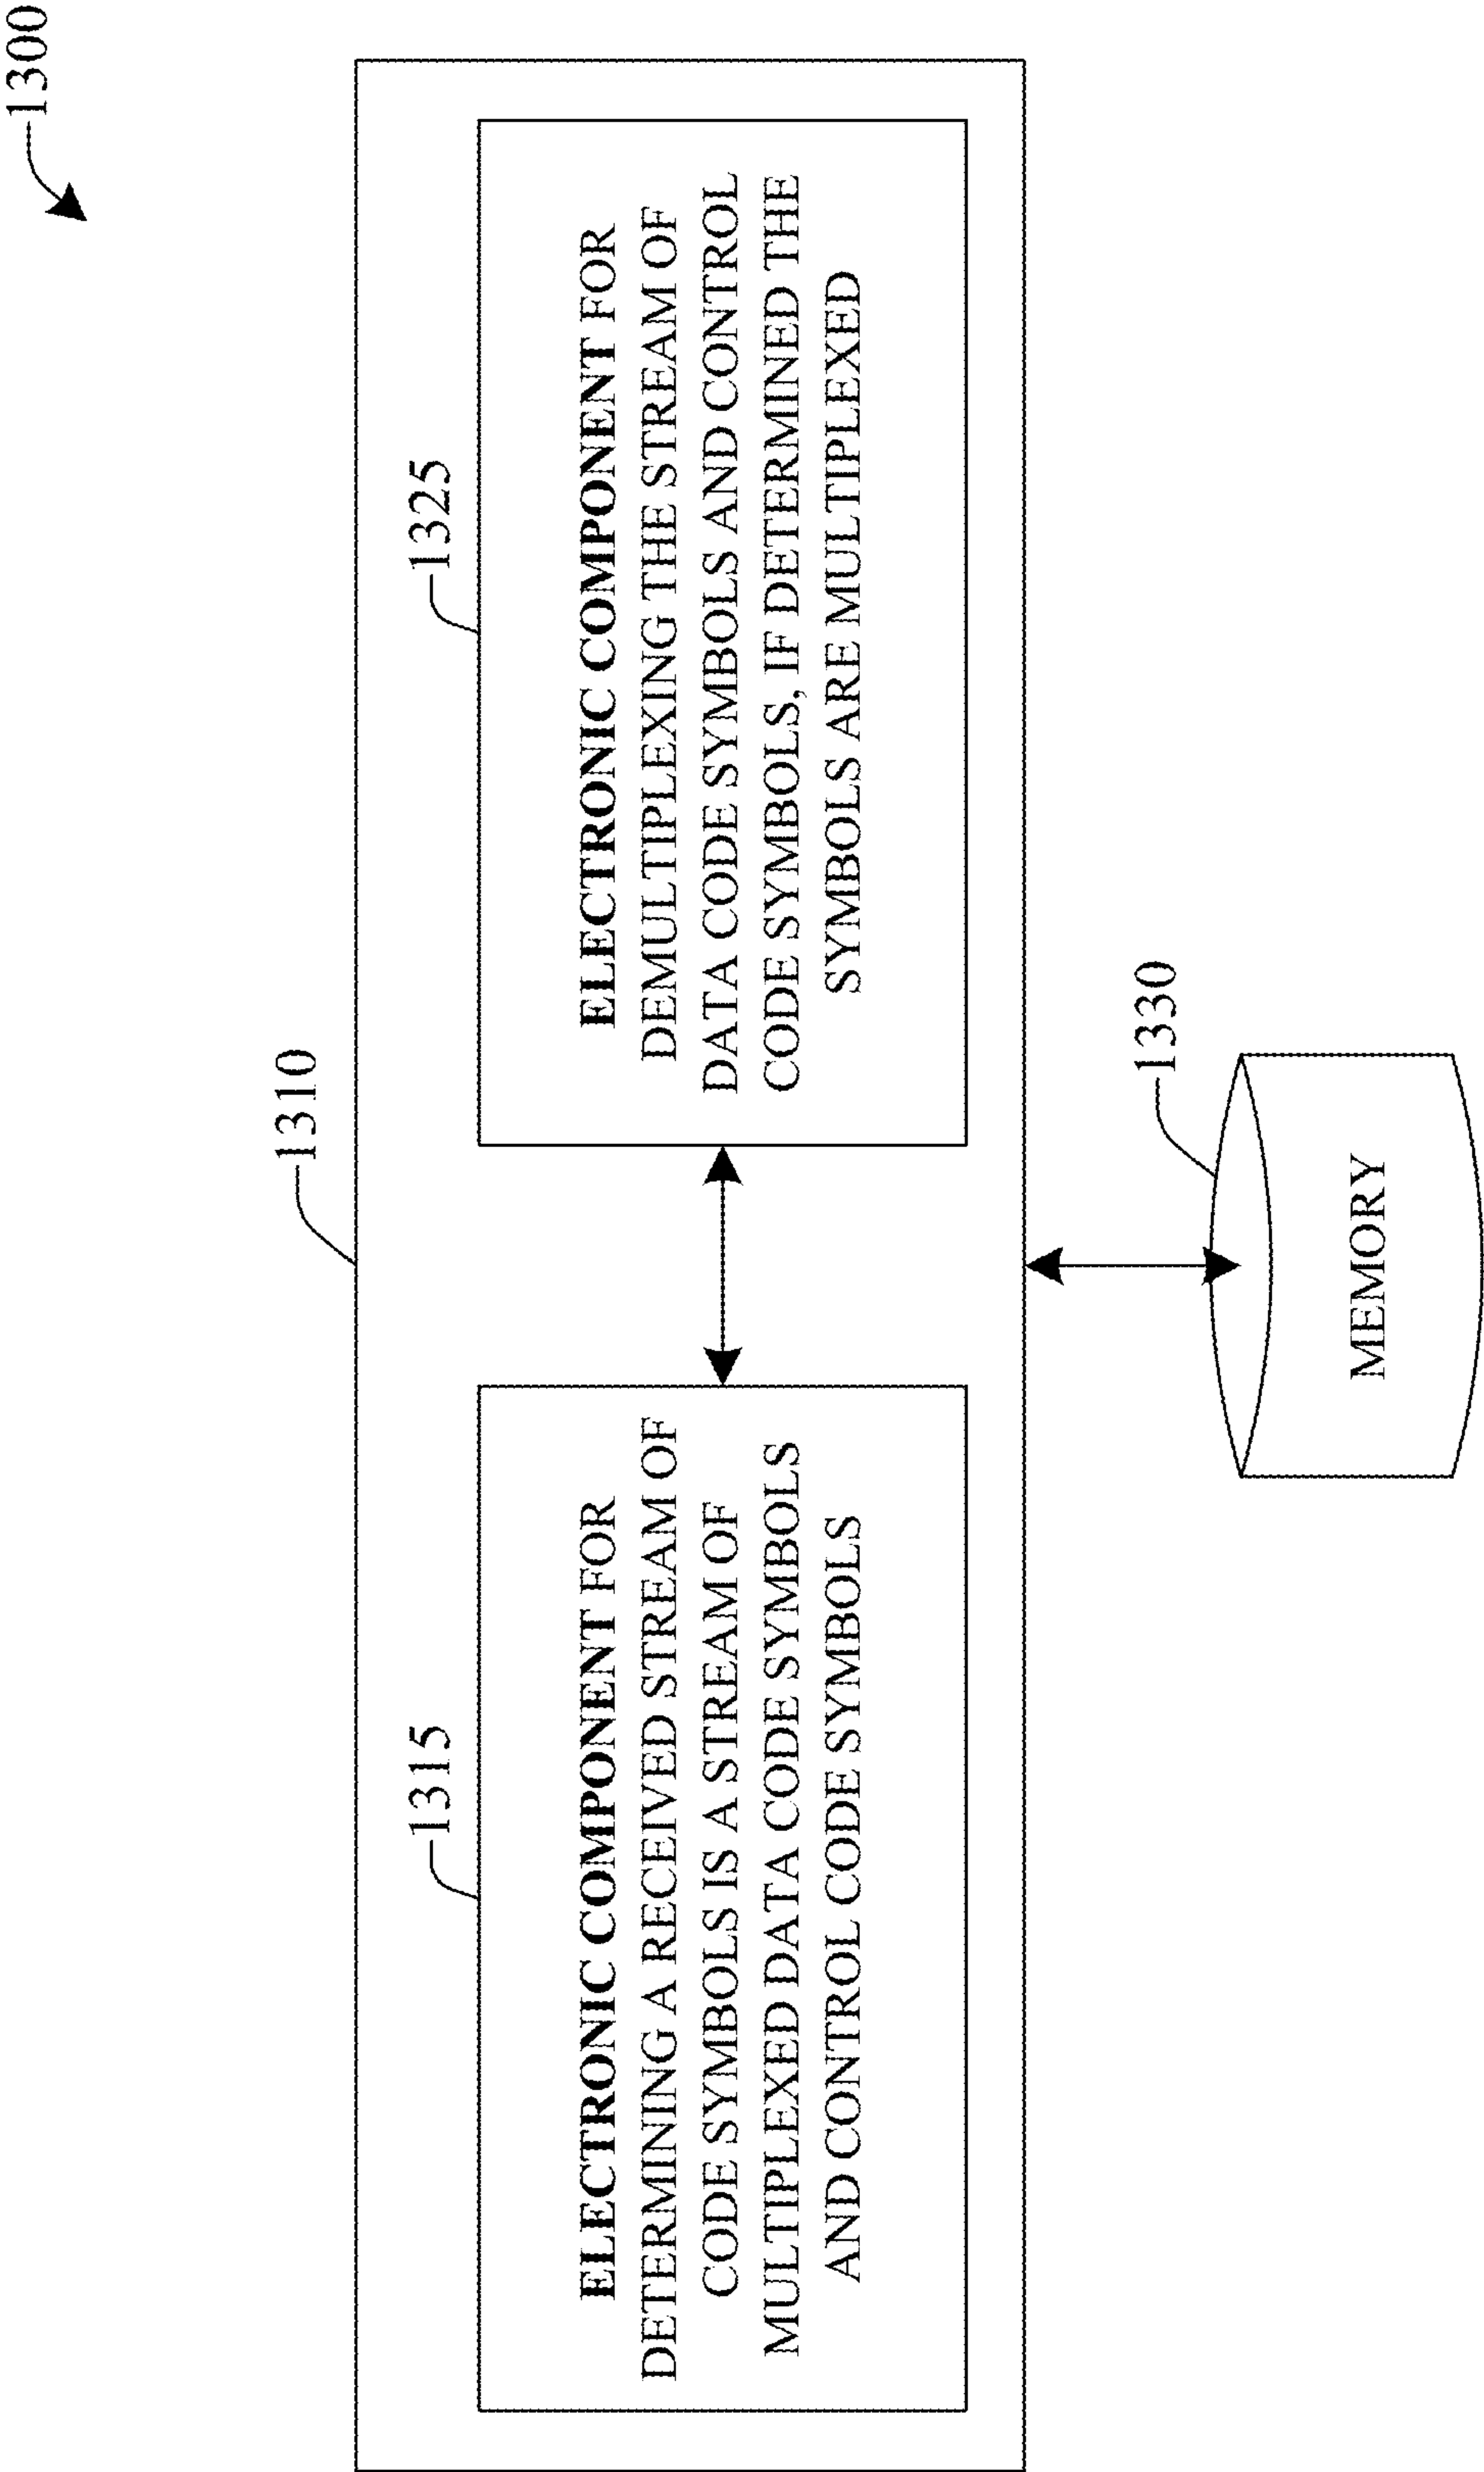 1300
1310
1315
ELECTRONIC COMPONENT FOR
DETERMINING A RECEIVED STREAM OF
CODE SYMBOLS IS A STREAM OF
MULTIPLEXED DATA CODE SYMBOLS
AND CONTROL CODE SYMBOLS
1325
ELECTRONIC COMPONENT FOR
DEMULTIPLEXING THE STREAM OF
DATA CODE SYMBOLS AND CONTROL
CODE SYMBOLS, IF DETERMINED THE
SYMBOLS ARE MULTIPLEXED
1330
MEMORY